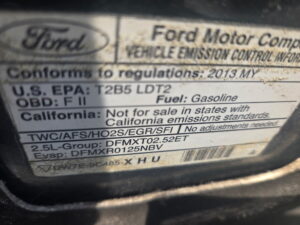 Ford
Ford Motor Comp
VEHICLE EMISSION CONTROL INFOR
Conforms to regulations: 2013 MY
U.S. EPA: T2B5 LDT2
OBD: F II Fuel: Gasoline
California: Not for sale in states with
California emissions standards.
TWC/AFS/HO2S/EGR/SFI No adjustments needed.
2.5L-Group: DFMXT02.52ET
Evap: DFMXR0125NBV
X H U